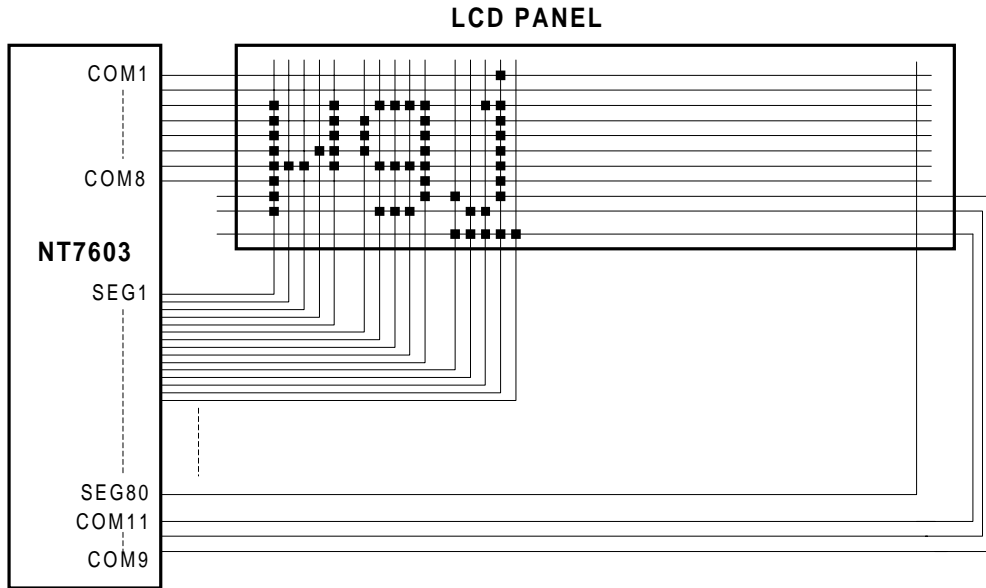 LCD PANEL
COM1
COM8
NT7603
SEG1
SEG80
COM11
COM9